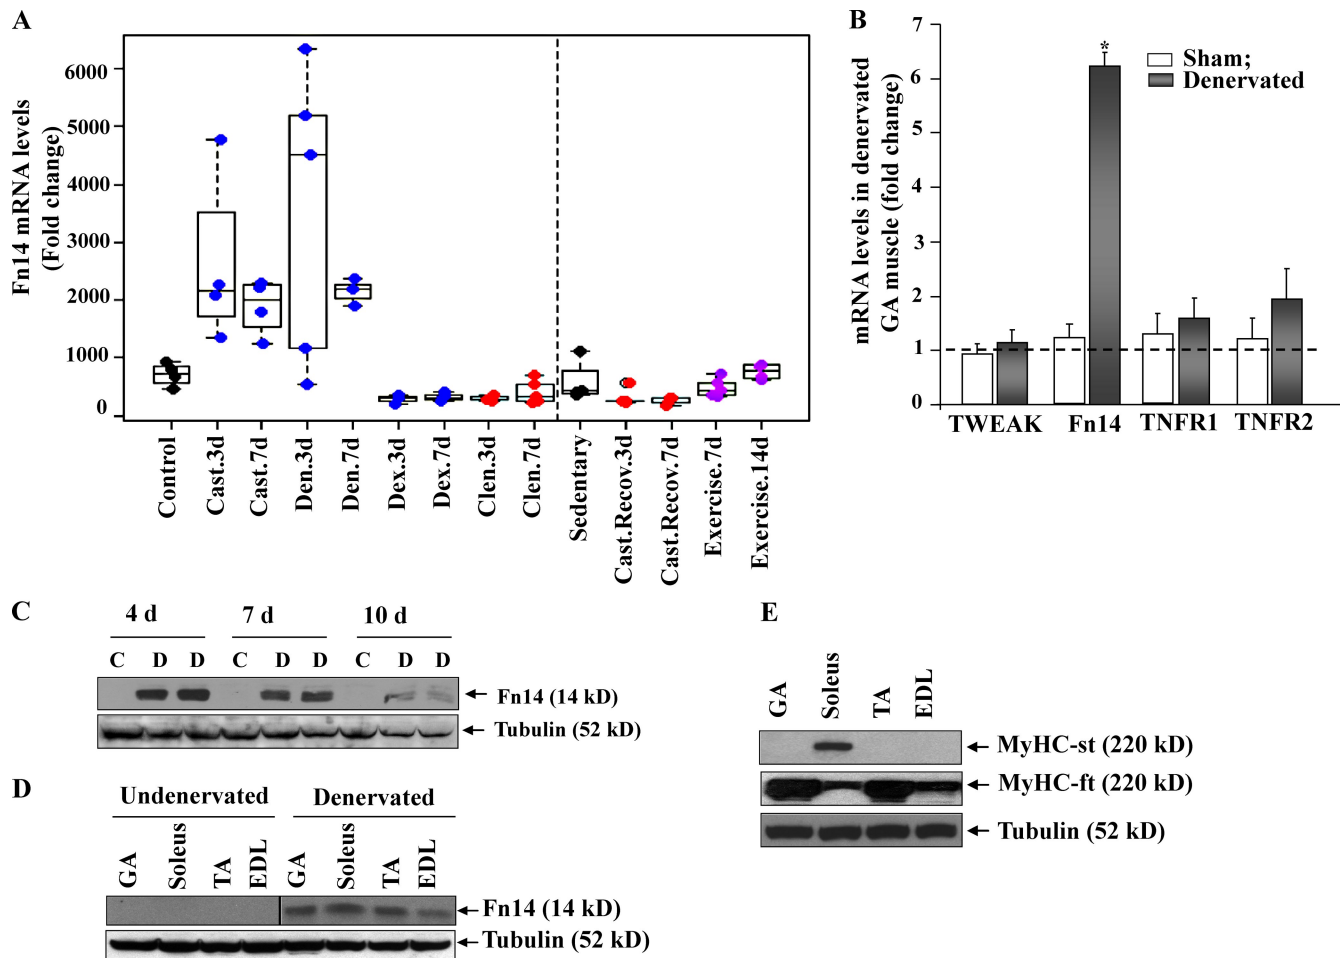 A
Fn14 mRNA levels
(Fold change)
6000
5000
4000
3000
2000
1000
0
Control
Cast.3d
Cast.7d
Den.3d
Den.7d
Dex.3d
Dex.7d
Clen.3d
Clen.7d
Sedentary
Cast.Recov.3d
Cast.Recov.7d
Exercise.7d
Exercise.14d
B
mRNA levels in denervated
GA muscle (fold change)
7
6
5
4
3
2
1
0
*
Sham;
Denervated
TWEAK Fn14 TNFR1 TNFR2
C
4 d 7 d 10 d
C D D C D D C D D
Fn14 (14 kD)
Tubulin (52 kD)
D
Undenervated Denervated
GA Soleus TA EDL GA Soleus TA EDL
Fn14 (14 kD)
Tubulin (52 kD)
E
GA Soleus TA EDL
MyHC-st (220 kD)
MyHC-ft (220 kD)
Tubulin (52 kD)